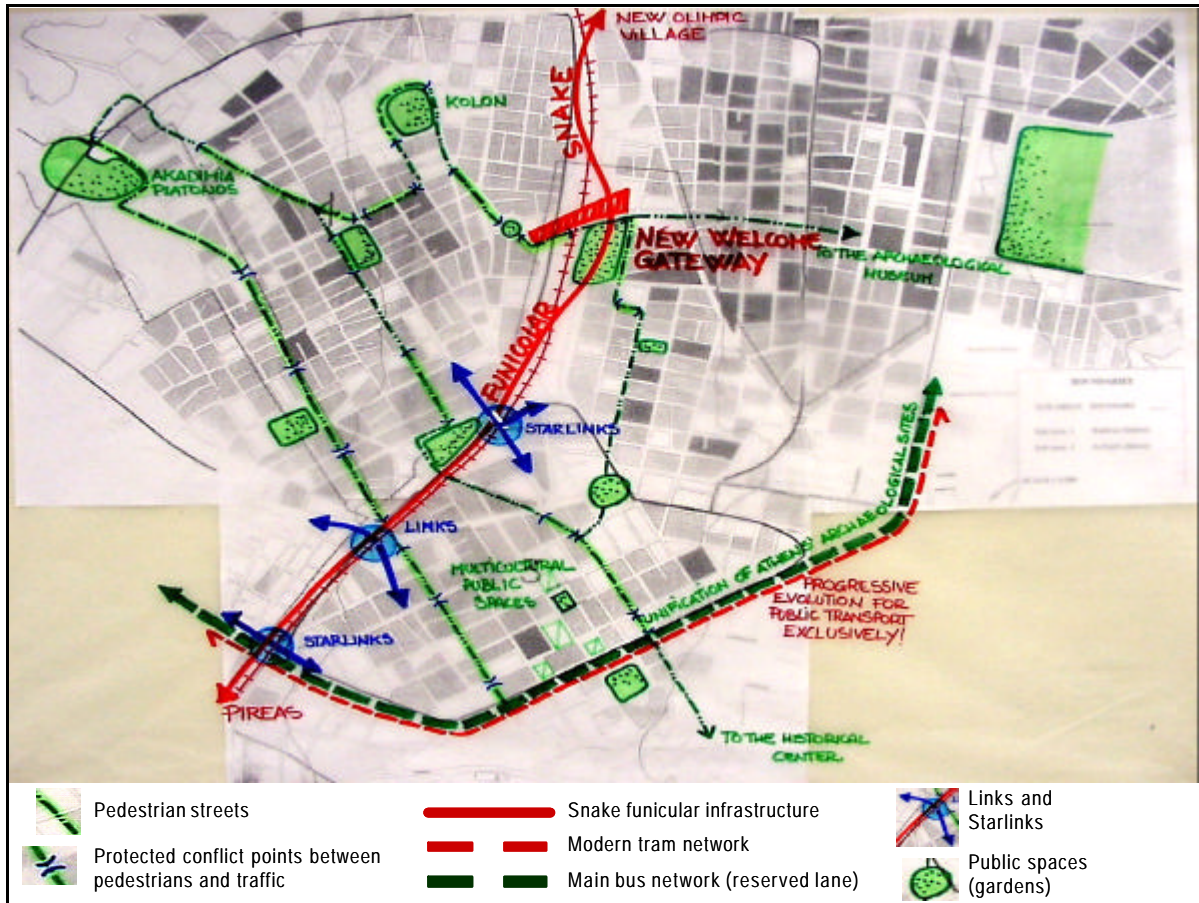 NEW OLIMPIC
VILLAGE
SNAKE
KOLON
AKADIMIA
PLATONOS
NEW WELCOME
GATEWAY
TO THE ARCHAEOLOGICAL
MUSEUM
FUNICOLAR
STARLINKS
LINKS
MULTICULTURAL
PUBLIC
SPACES
UNIFICATION OF ATHENS' ARCHAEOLOGICAL SITES
PROGRESSIVE
EVOLUTION FOR
PUBLIC TRANSPORT
EXCLUSIVELY!
STARLINKS
PIREAS
TO THE HISTORICAL
CENTER
Pedestrian streets
Protected conflict points between
pedestrians and traffic
Snake funicular infrastructure
Modern tram network
Main bus network (reserved lane)
Links and
Starlinks
Public spaces
(gardens)